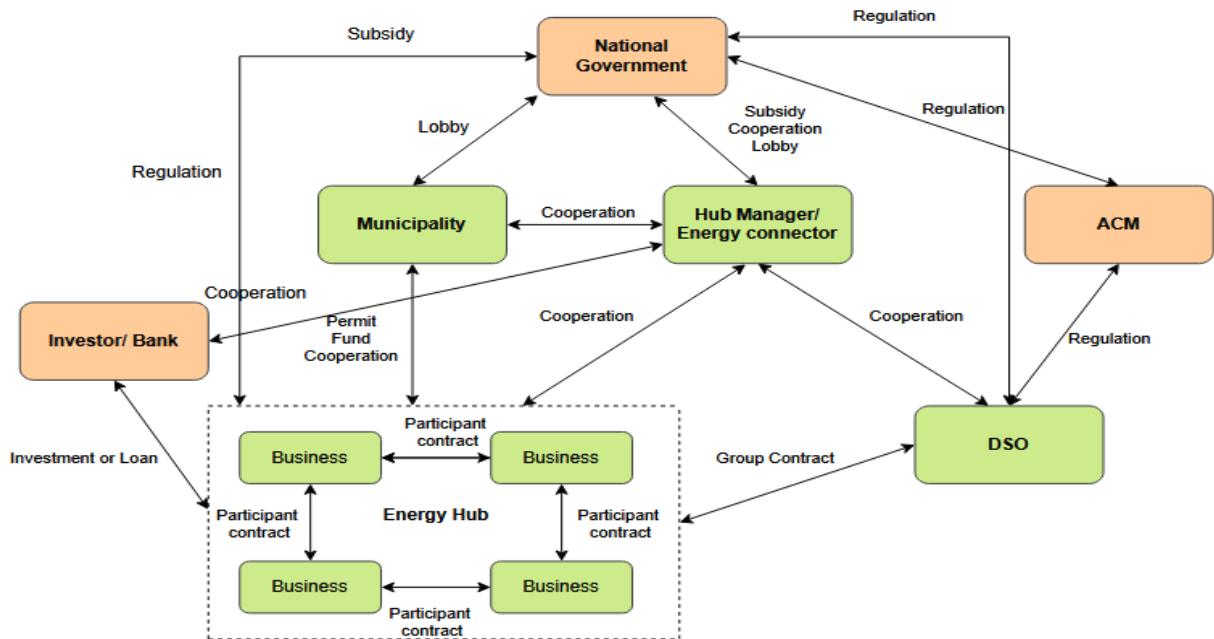 Regulation
Subsidy
National
Government
Regulation
Subsidy
Cooperation
Lobby
Lobby
Regulation
Municipality
Cooperation
Hub Manager/
Energy connector
ACM
Cooperation
Investor/ Bank
Permit
Fund
Cooperation
Cooperation
Cooperation
Regulation
Participant
contract
Business
Business
DSO
Investment or Loan
Group Contract
Participant
contract
Energy Hub
Participant
contract
Business
Business
Participant
contract